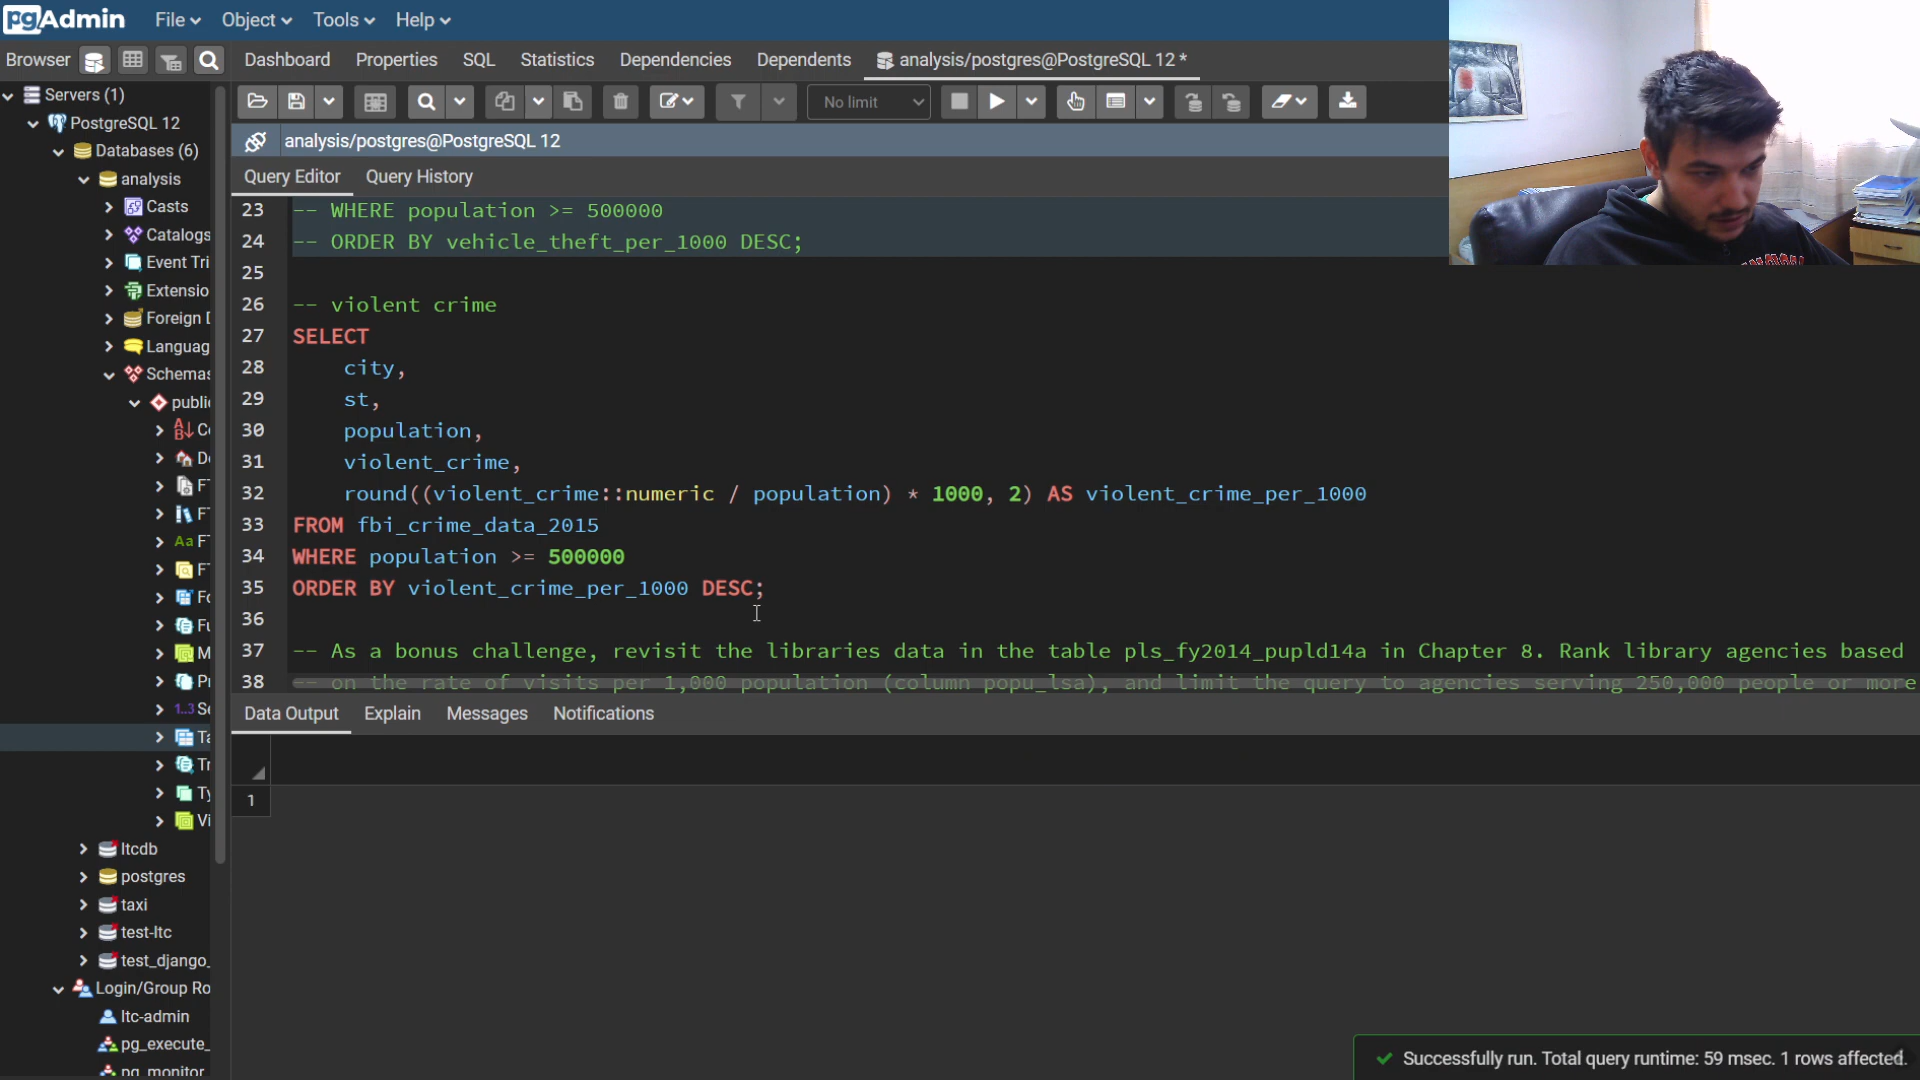 pgAdmin File Object Tools Help
Browser Dashboard Properties SQL Statistics Dependencies Dependents analysis/postgres@PostgreSQL 12 *
No limit
Servers (1)
PostgreSQL 12
Databases (6)
analysis
Casts
Catalogs
Event Tri
Extensio
Foreign
Languag
Schemas
public
ltcdb
postgres
taxi
test-ltc
test_django_
Login/Group Ro
ltc-admin
pg_execute_
pg_monitor
analysis/postgres@PostgreSQL 12
Query Editor Query History
23 -- WHERE population >= 500000
24 -- ORDER BY vehicle_theft_per_1000 DESC;
25
26 -- violent crime
27 SELECT
28 city,
29 st,
30 population,
31 violent_crime,
32 round((violent_crime::numeric / population) * 1000, 2) AS violent_crime_per_1000
33 FROM fbi_crime_data_2015
34 WHERE population >= 500000
35 ORDER BY violent_crime_per_1000 DESC;
36
37 -- As a bonus challenge, revisit the libraries data in the table pls_fy2014_pupld14a in Chapter 8. Rank library agencies based
38 -- on the rate of visits per 1,000 population (column popu_lsa), and limit the query to agencies serving 250,000 people or more
Data Output Explain Messages Notifications
1
Successfully run. Total query runtime: 59 msec. 1 rows affected.